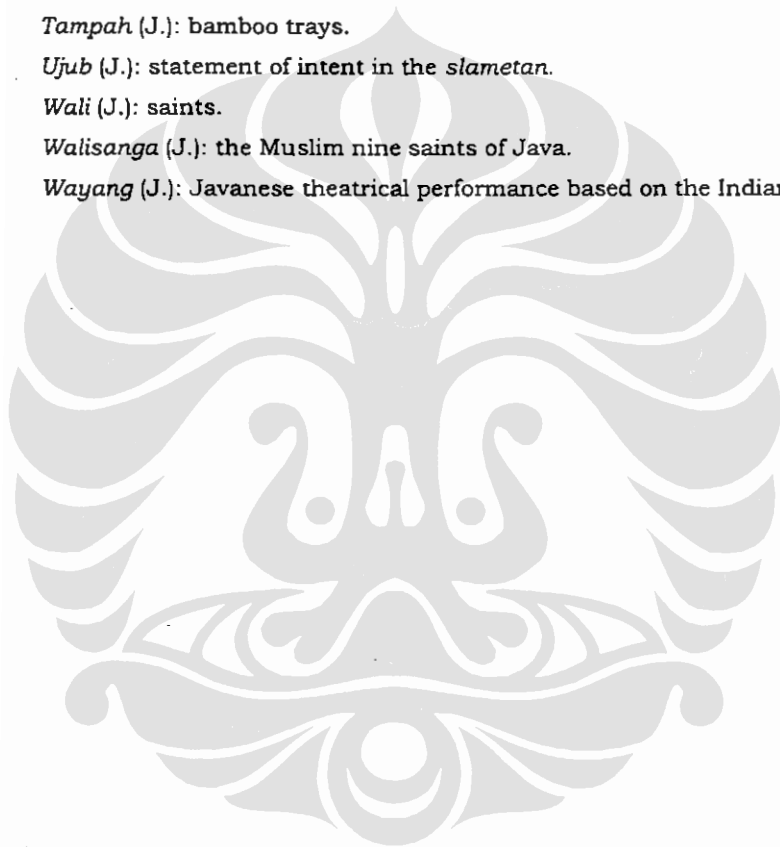 Tampah (J.): bamboo trays.
Ujub (J.): statement of intent in the slametan.
Wali (J.): saints.
Walisanga (J.): the Muslim nine saints of Java.
Wayang (J.): Javanese theatrical performance based on the Indian